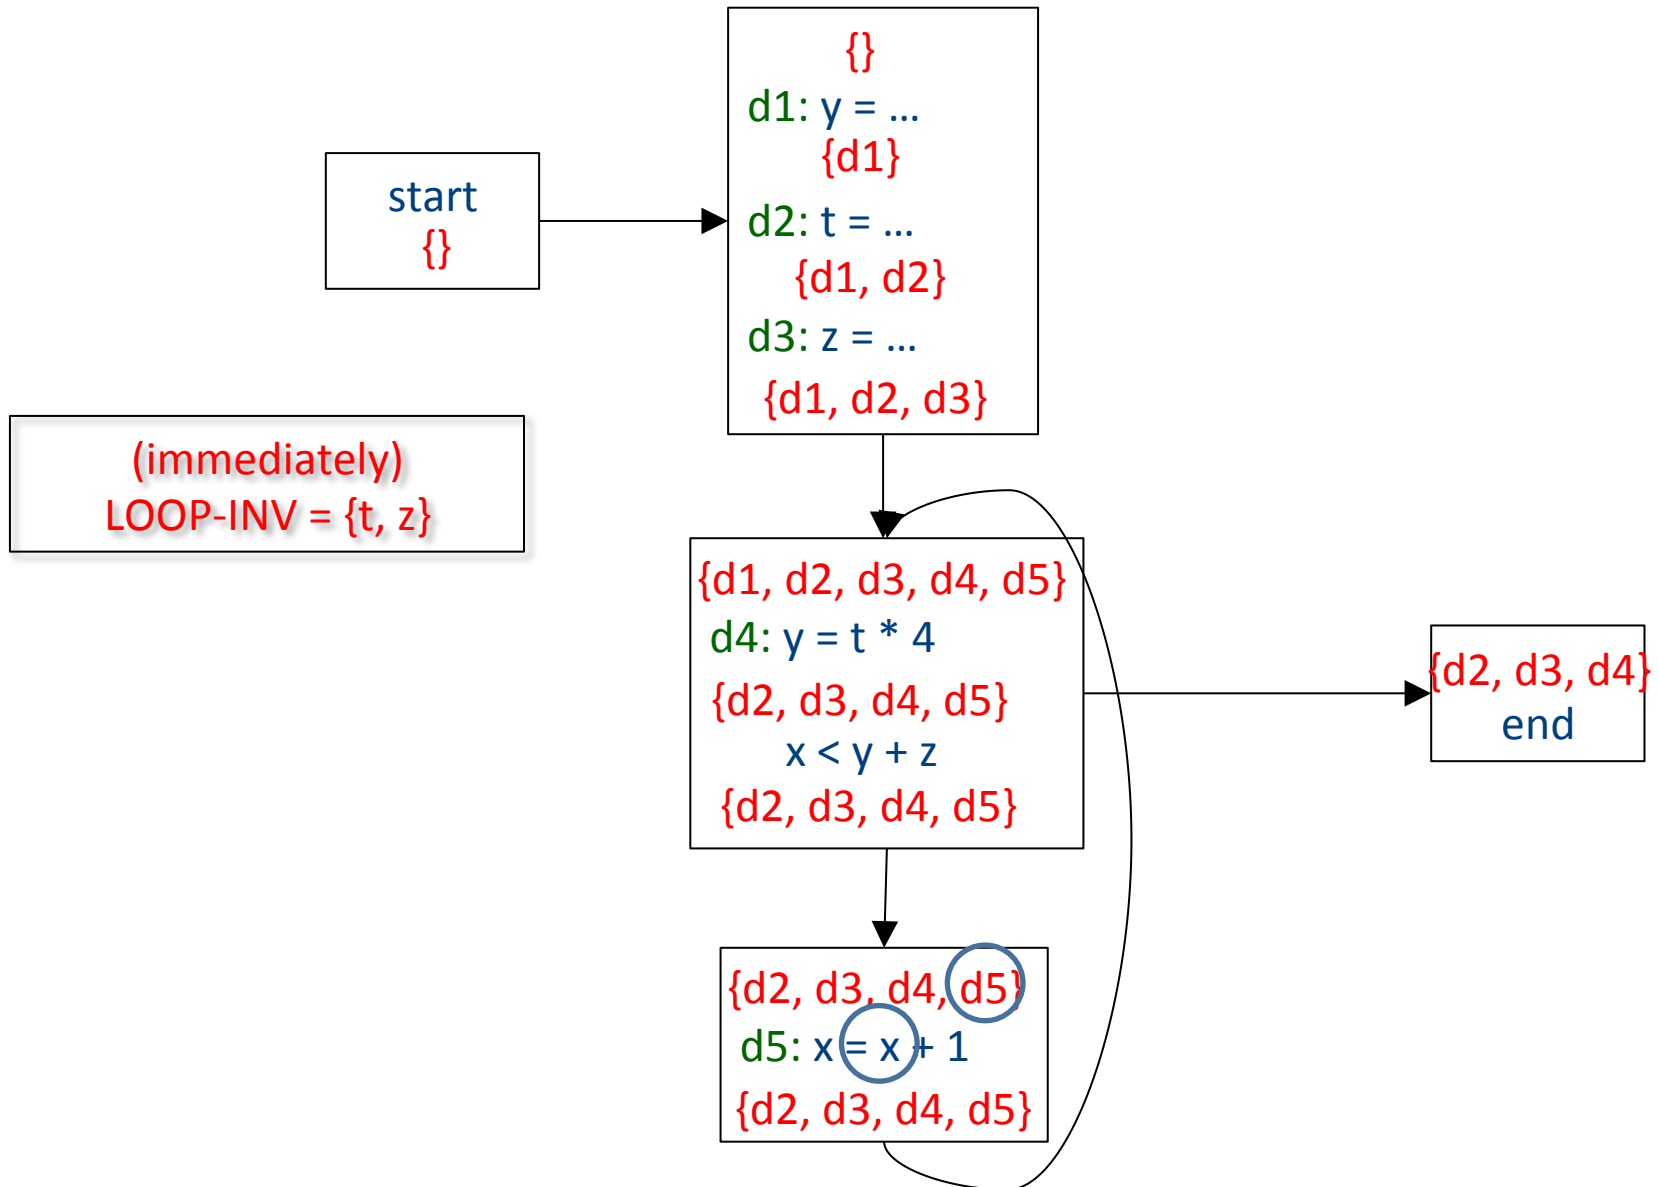 {}
d1: y = …
{d1}
d2: t = …
{d1, d2}
d3: z = …
{d1, d2, d3}
start
{}
(immediately)
LOOP-INV = {t, z}
{d1, d2, d3, d4, d5}
d4: y = t * 4
{d2, d3, d4, d5}
x < y + z
{d2, d3, d4, d5}
{d2, d3, d4}
end
{d2, d3, d4, d5}
d5: x = x + 1
{d2, d3, d4, d5}